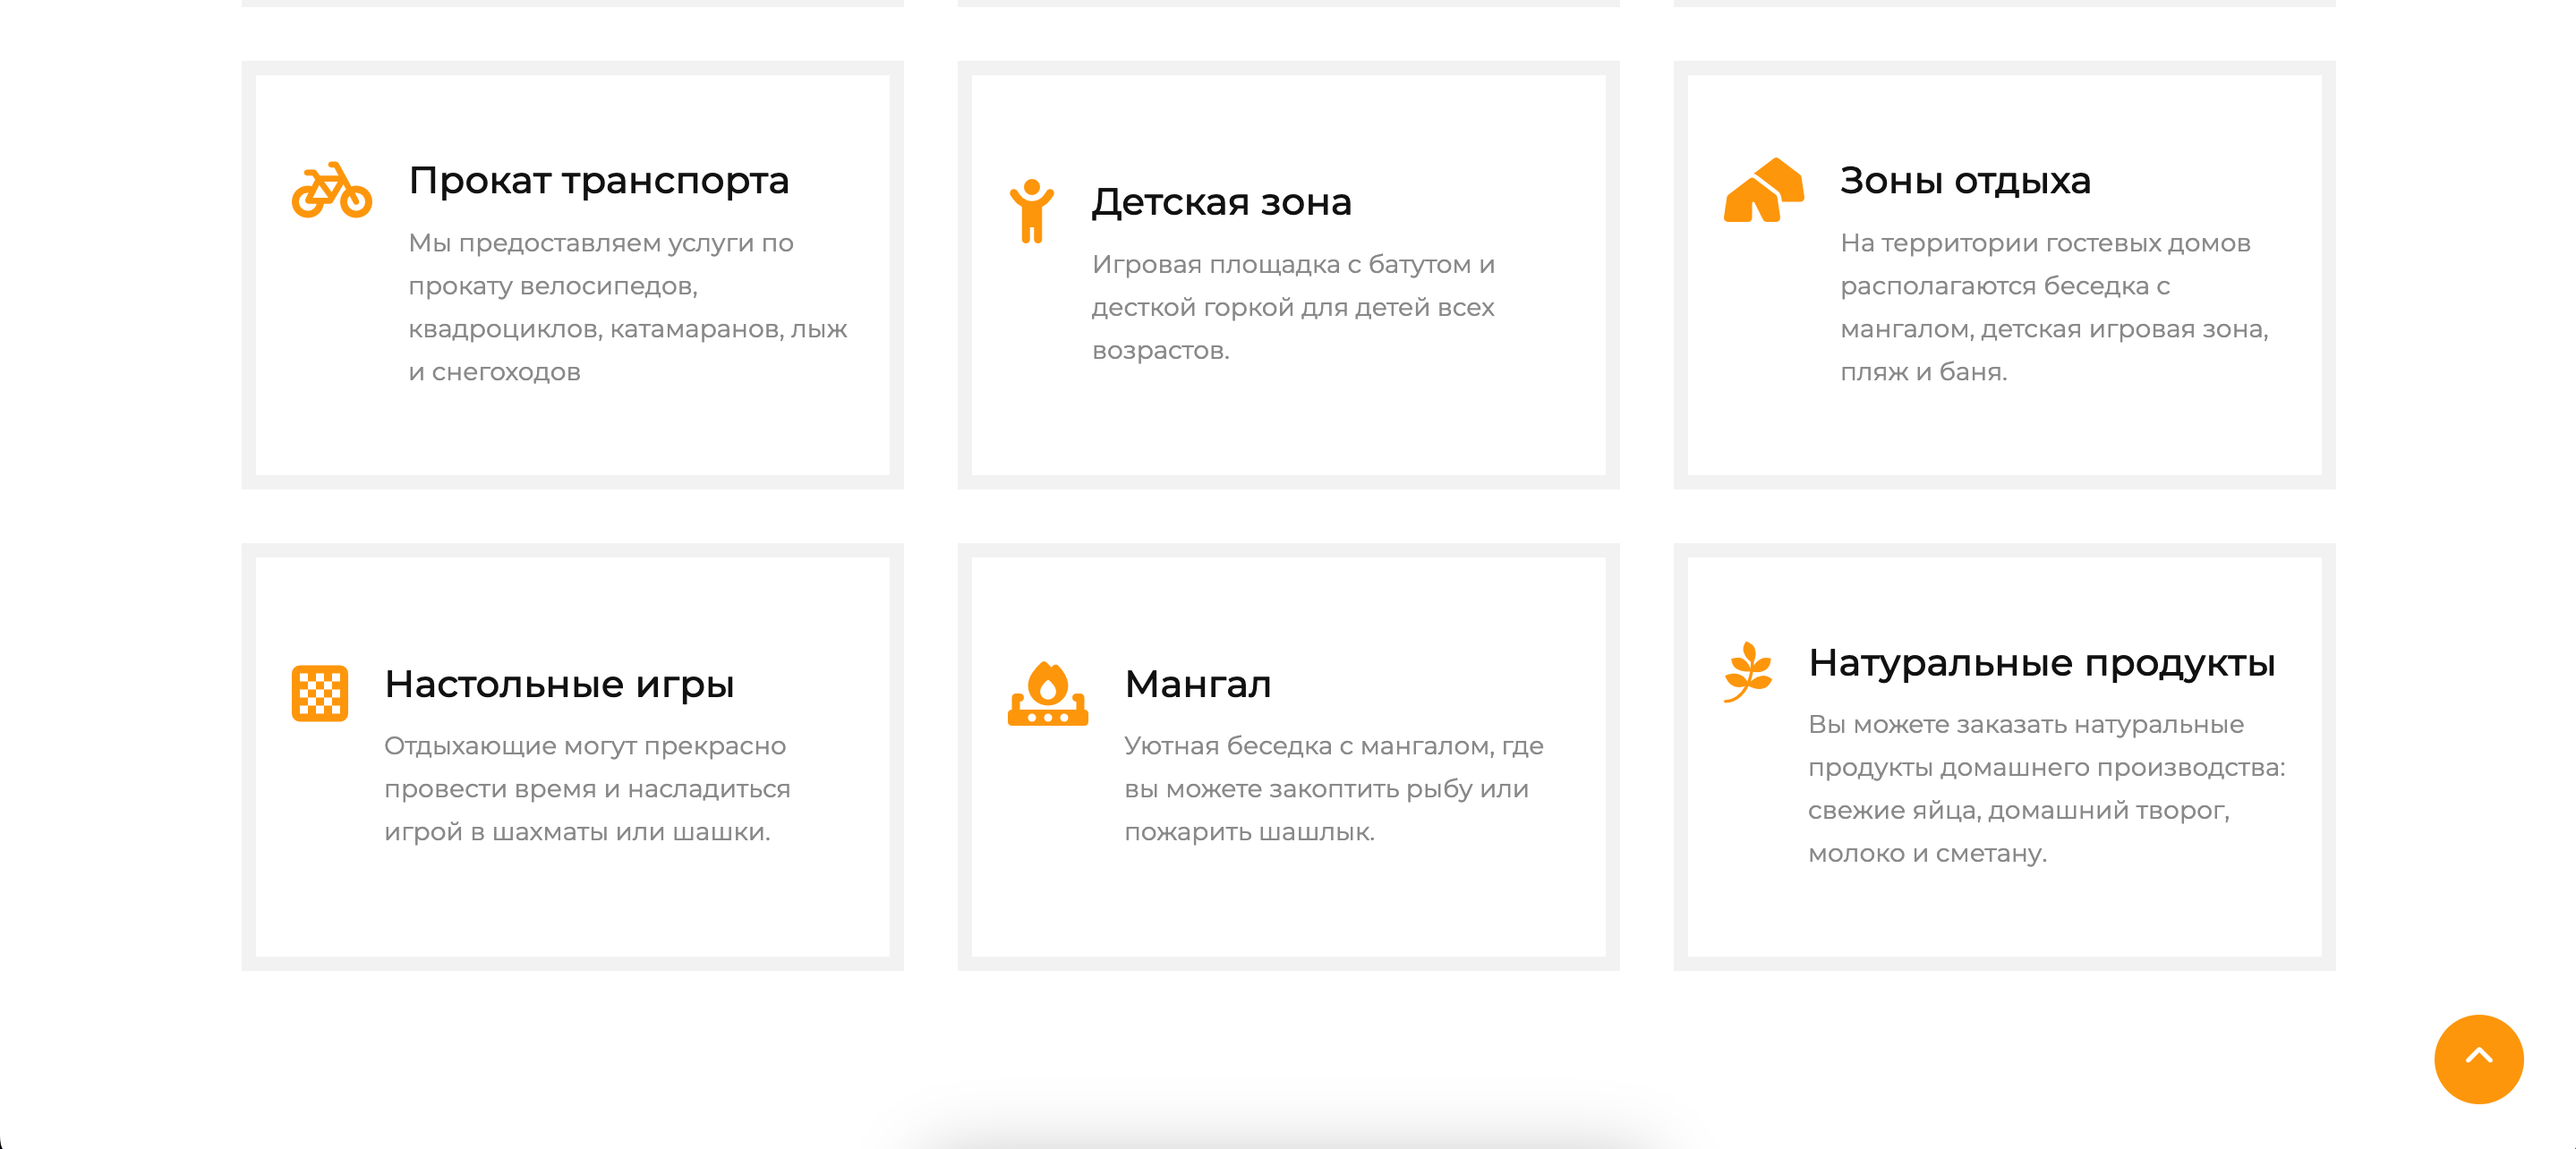 Прокат транспорта
Мы предоставляем услуги по
прокату велосипедов,
квадроциклов, катамаранов, лыж
и снегоходов
Детская зона
Игровая площадка с батутом и
десткой горкой для детей всех
возрастов.
Зоны отдыха
На территории гостевых домов
располагаются беседка с
мангалом, детская игровая зона,
пляж и баня.
Настольные игры
Отдыхающие могут прекрасно
провести время и насладиться
игрой в шахматы или шашки.
Мангал
Уютная беседка с мангалом, где
вы можете закоптить рыбу или
пожарить шашлык.
Натуральные продукты
Вы можете заказать натуральные
продукты домашнего производства:
свежие яйца, домашний творог,
молоко и сметану.